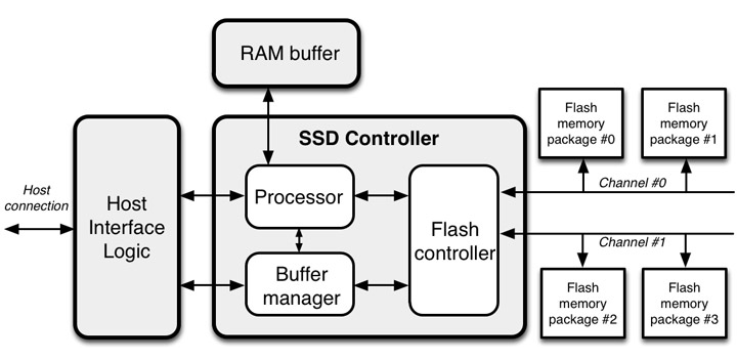 RAM buffer
SSD Controller
Host
connection
Host
Interface
Logic
Processor
Buffer
manager
Flash
controller
Flash
memory
package #0
Flash
memory
package #1
Channel #0
Channel #1
Flash
memory
package #2
Flash
memory
package #3